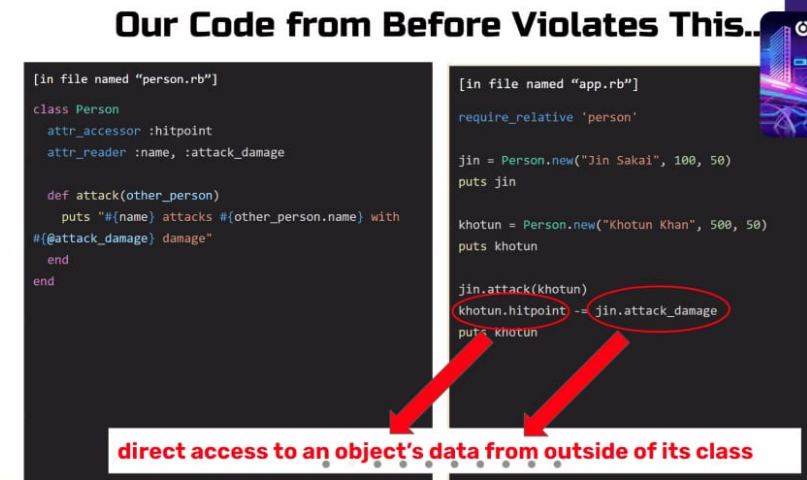 Our Code from Before Violates This..
[in file named “person.rb”]
class Person
attr_accessor :hitpoint
attr_reader :name, :attack_damage
def attack(other_person)
puts "#{name} attacks #{other_person.name} with
#{@attack_damage} damage"
end
end
[in file named “app.rb”]
require_relative 'person'
jin = Person.new("Jin Sakai", 100, 50)
puts jin
khotun = Person.new("Khotun Khan", 500, 50)
puts khotun
jin.attack(khotun)
khotun.hitpoint -= jin.attack_damage
puts khotun
direct access to an object’s data from outside of its class